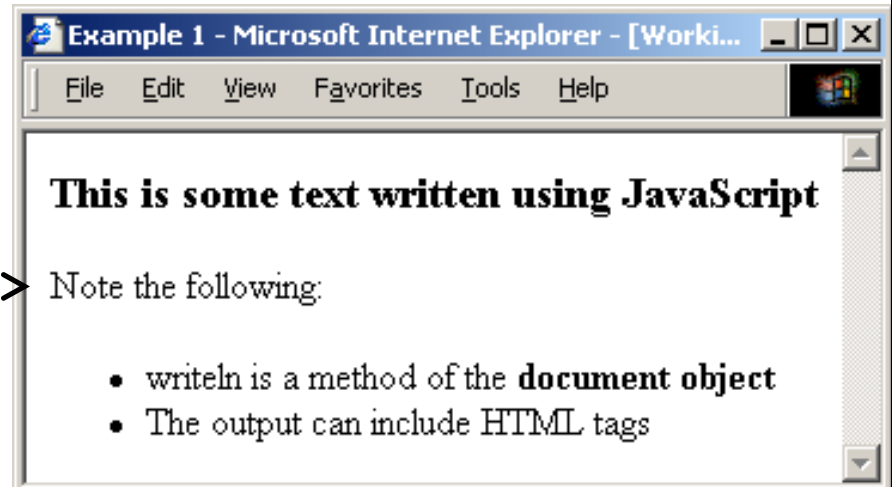 Example 1 - Microsoft Internet Explorer - [Worki...
File Edit View Favorites Tools Help
This is some text written using JavaScript
> Note the following:
• writeln is a method of the document object
• The output can include HTML tags